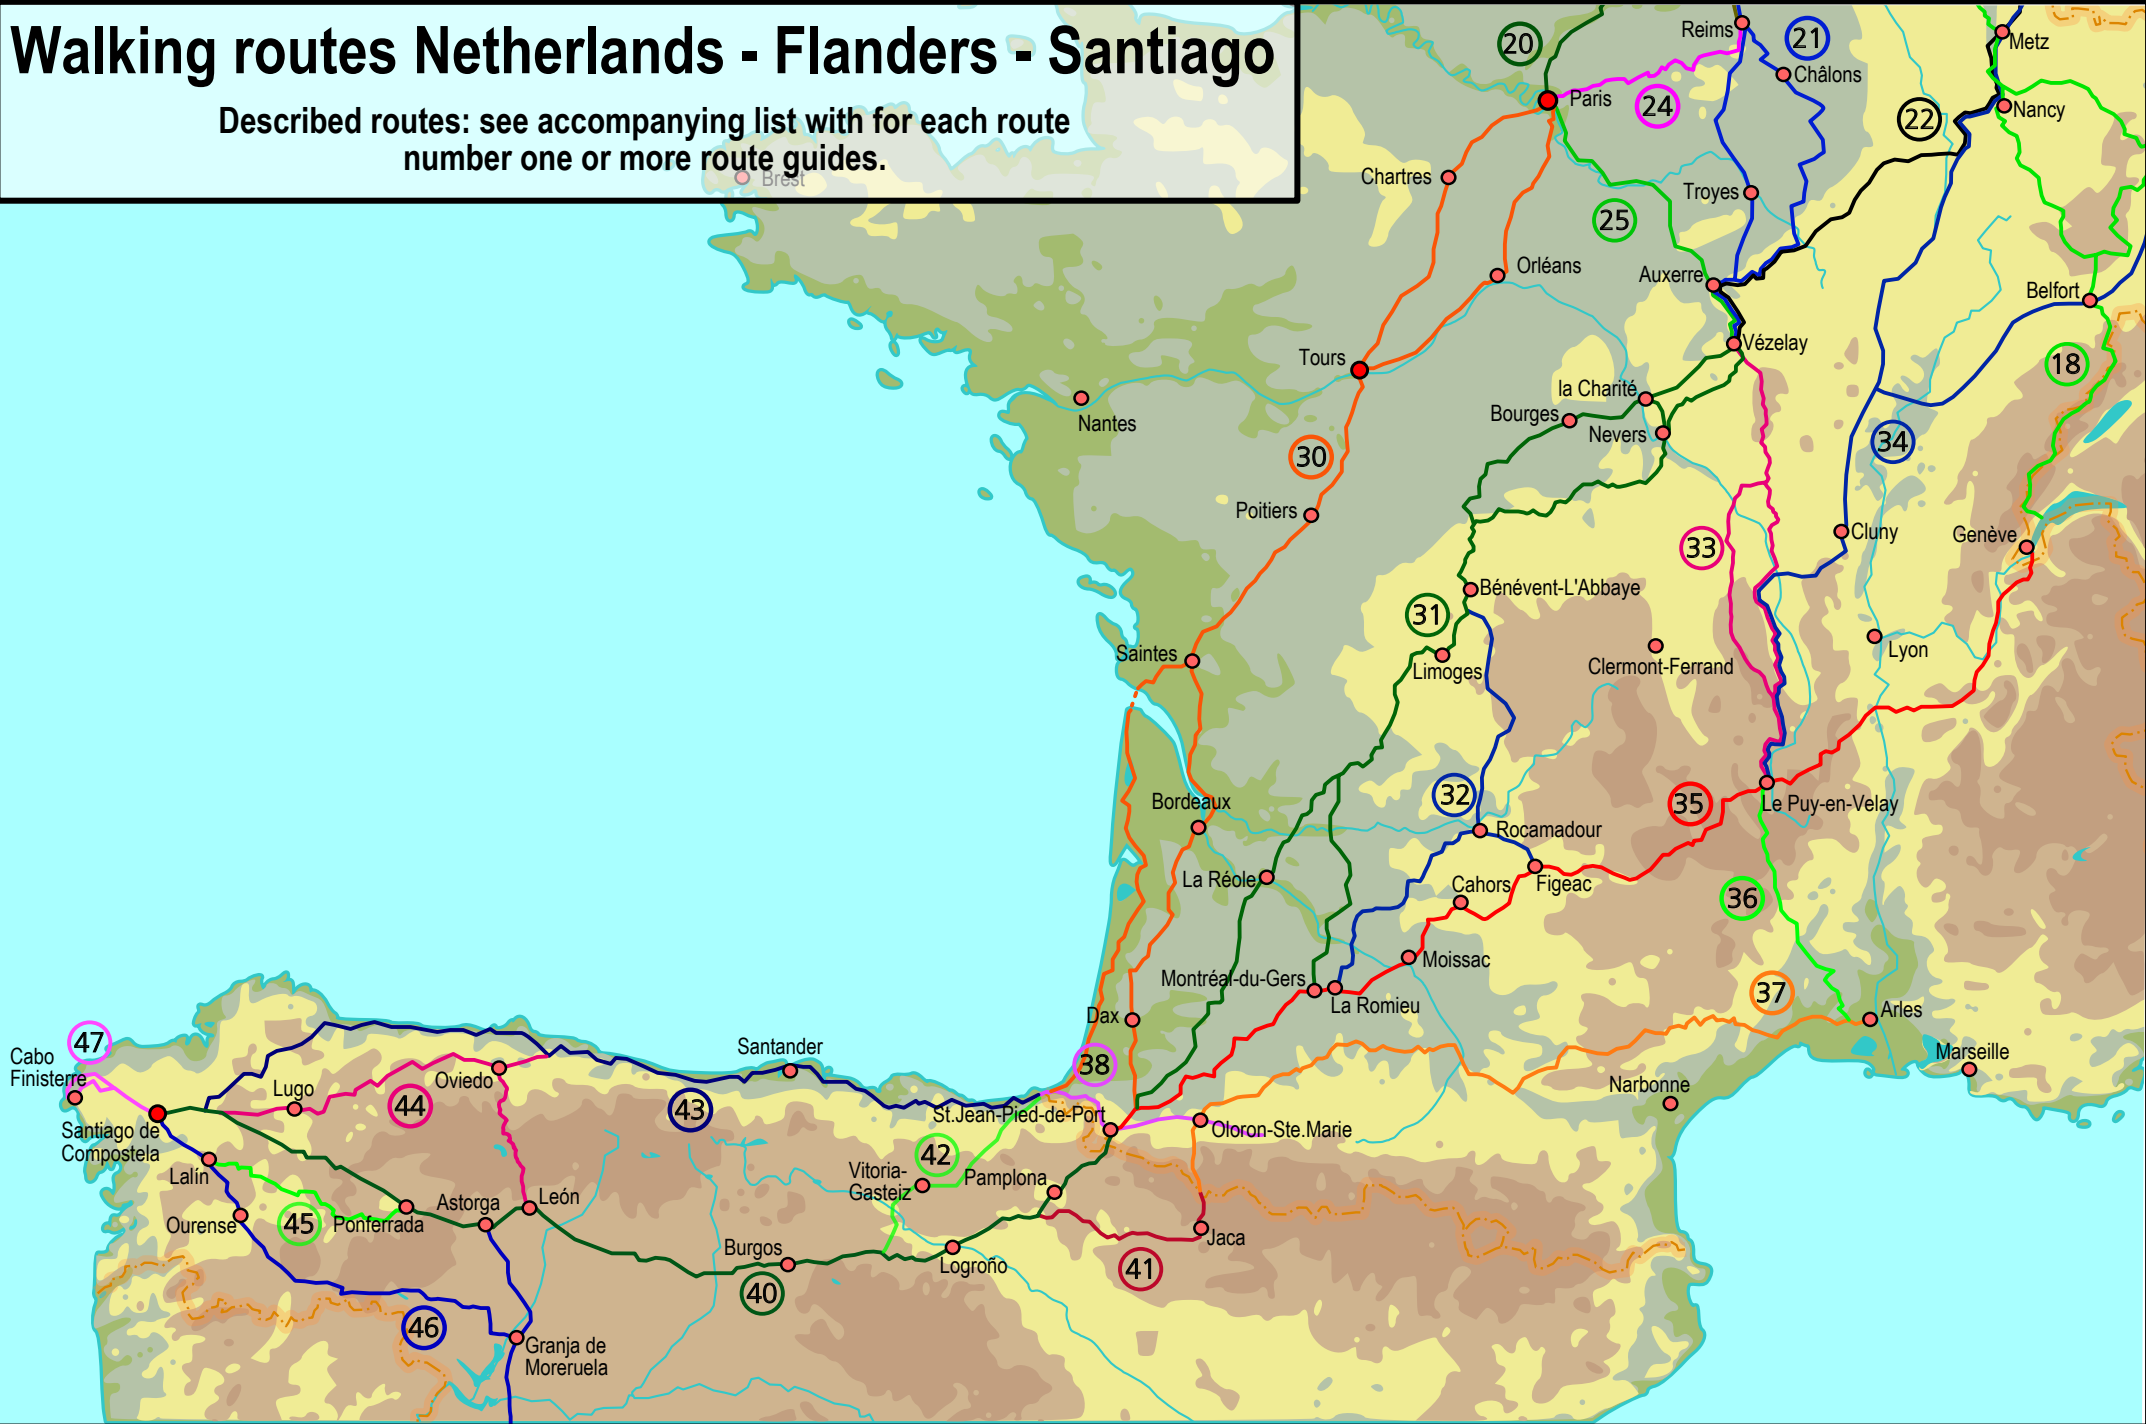 Walking routes Netherlands - Flanders - Santiago
Described routes: see accompanying list with for each route
number one or more route guides.
Brest
20
Reims
21
Metz
Châlons
Paris
24
22
Nancy
Chartres
Troyes
25
Orléans
Auxerre
Belfort
Tours
Vézelay
18
la Charité
Bourges
Nantes
Nevers
34
30
Poitiers
Cluny
Genève
33
Bénévent-L'Abbaye
31
Saintes
Limoges
Clermont-Ferrand
Lyon
32
35
Bordeaux
Le Puy-en-Velay
Rocamadour
La Réole
Cahors
Figeac
36
Moissac
Montréal-du-Gers
La Romieu
37
Dax
Arles
47
Cabo
Finisterre
Santander
38
Marseille
Oviedo
Lugo
44
43
Narbonne
St.Jean-Pied-de-Port
Oloron-Ste.Marie
Santiago de
Compostela
42
Lalín
Vitoria-
Gasteiz
Pamplona
Astorga
León
Ourense
45
Ponferrada
Jaca
Burgos
Logroño
41
40
46
Granja de
Moreruela